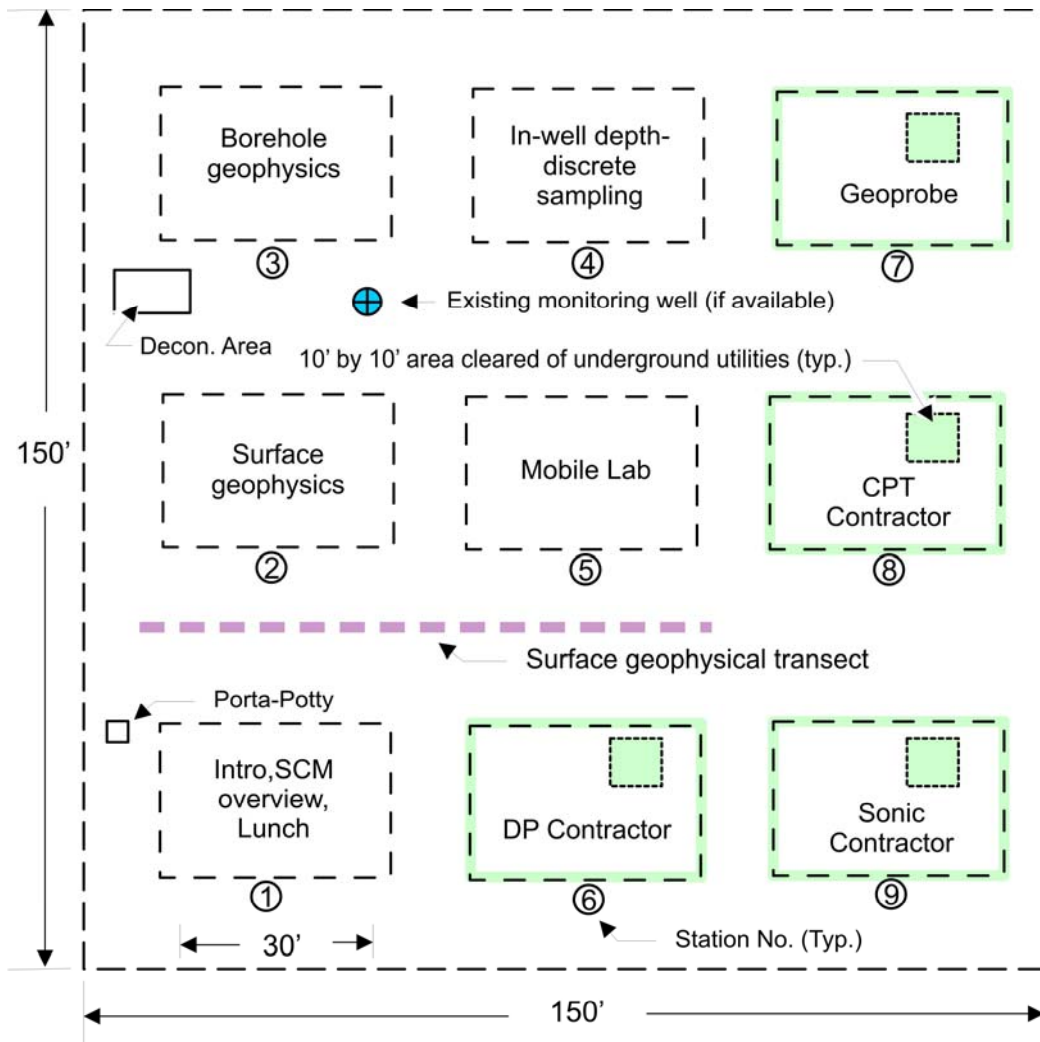 Borehole
geophysics
③
In-well depth-
discrete
sampling
④
Geoprobe
⑦
Decon. Area
Existing monitoring well (if available)
10’ by 10’ area cleared of underground utilities (typ.)
150’
Surface
geophysics
②
Mobile Lab
⑤
CPT
Contractor
⑧
Surface geophysical transect
Porta-Potty
Intro,SCM
overview,
Lunch
①
DP Contractor
⑥
Sonic
Contractor
⑨
Station No. (Typ.)
30’
150’